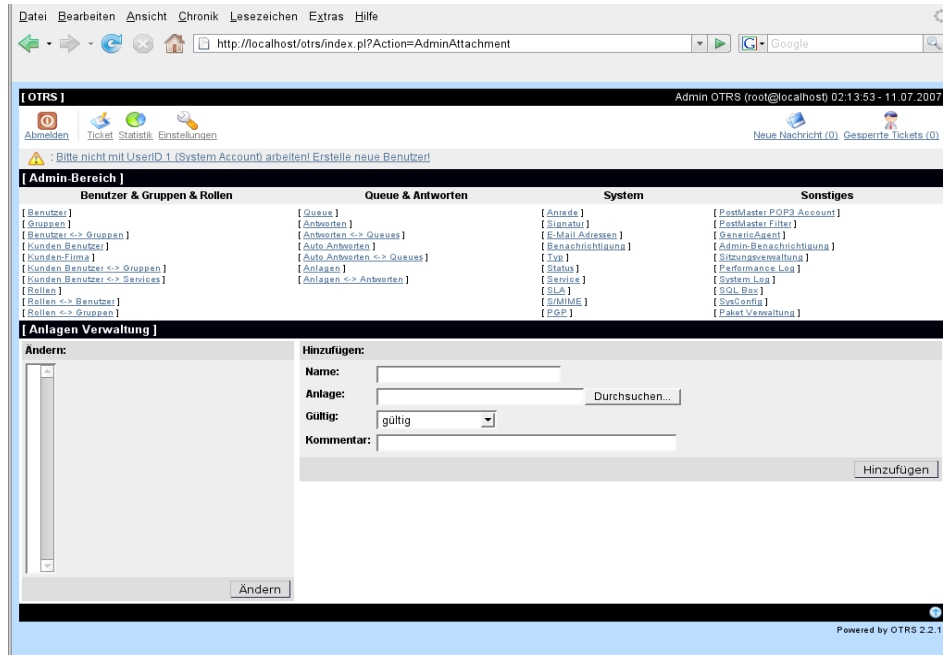 Datei Bearbeiten Ansicht Chronik Lesezeichen Extras Hilfe
http://localhost/otrs/index.pl?Action=AdminAttachment
G Google
[ OTRS ] Admin OTRS (root@localhost) 02:13:53 - 11.07.2007
Abmelden Ticket Statistik Einstellungen Neue Nachricht (0) Gesperrte Tickets (0)
: Bitte nicht mit UserID 1 (System Account) arbeiten! Erstelle neue Benutzer!
[ Admin-Bereich ]
Benutzer & Gruppen & Rollen
[ Benutzer ]
[ Gruppen ]
[ Benutzer <-> Gruppen ]
[ Kunden Benutzer ]
[ Kunden-Firma ]
[ Kunden Benutzer <-> Gruppen ]
[ Kunden Benutzer <-> Services ]
[ Rollen ]
[ Rollen <-> Benutzer ]
[ Rollen <-> Gruppen ]
Queue & Antworten
[ Queue ]
[ Antworten ]
[ Antworten <-> Queues ]
[ Auto Antworten ]
[ Auto Antworten <-> Queues ]
[ Anlagen ]
[ Anlagen <-> Antworten ]
System
[ Anrede ]
[ Signatur ]
[ E-Mail Adressen ]
[ Benachrichtigung ]
[ Typ ]
[ Status ]
[ Service ]
[ SLA ]
[ S/MIME ]
[ PGP ]
Sonstiges
[ PostMaster POP3 Account ]
[ PostMaster Filter ]
[ GenericAgent ]
[ Admin-Benachrichtigung ]
[ Sitzungsverwaltung ]
[ Performance Log ]
[ System Log ]
[ SQL Box ]
[ SysConfig ]
[ Paket Verwaltung ]
[ Anlagen Verwaltung ]
Ändern:
Ändern
Hinzufügen:
Name:
Anlage: Durchsuchen...
Gültig: gültig
Kommentar:
Hinzufügen
Powered by OTRS 2.2.1